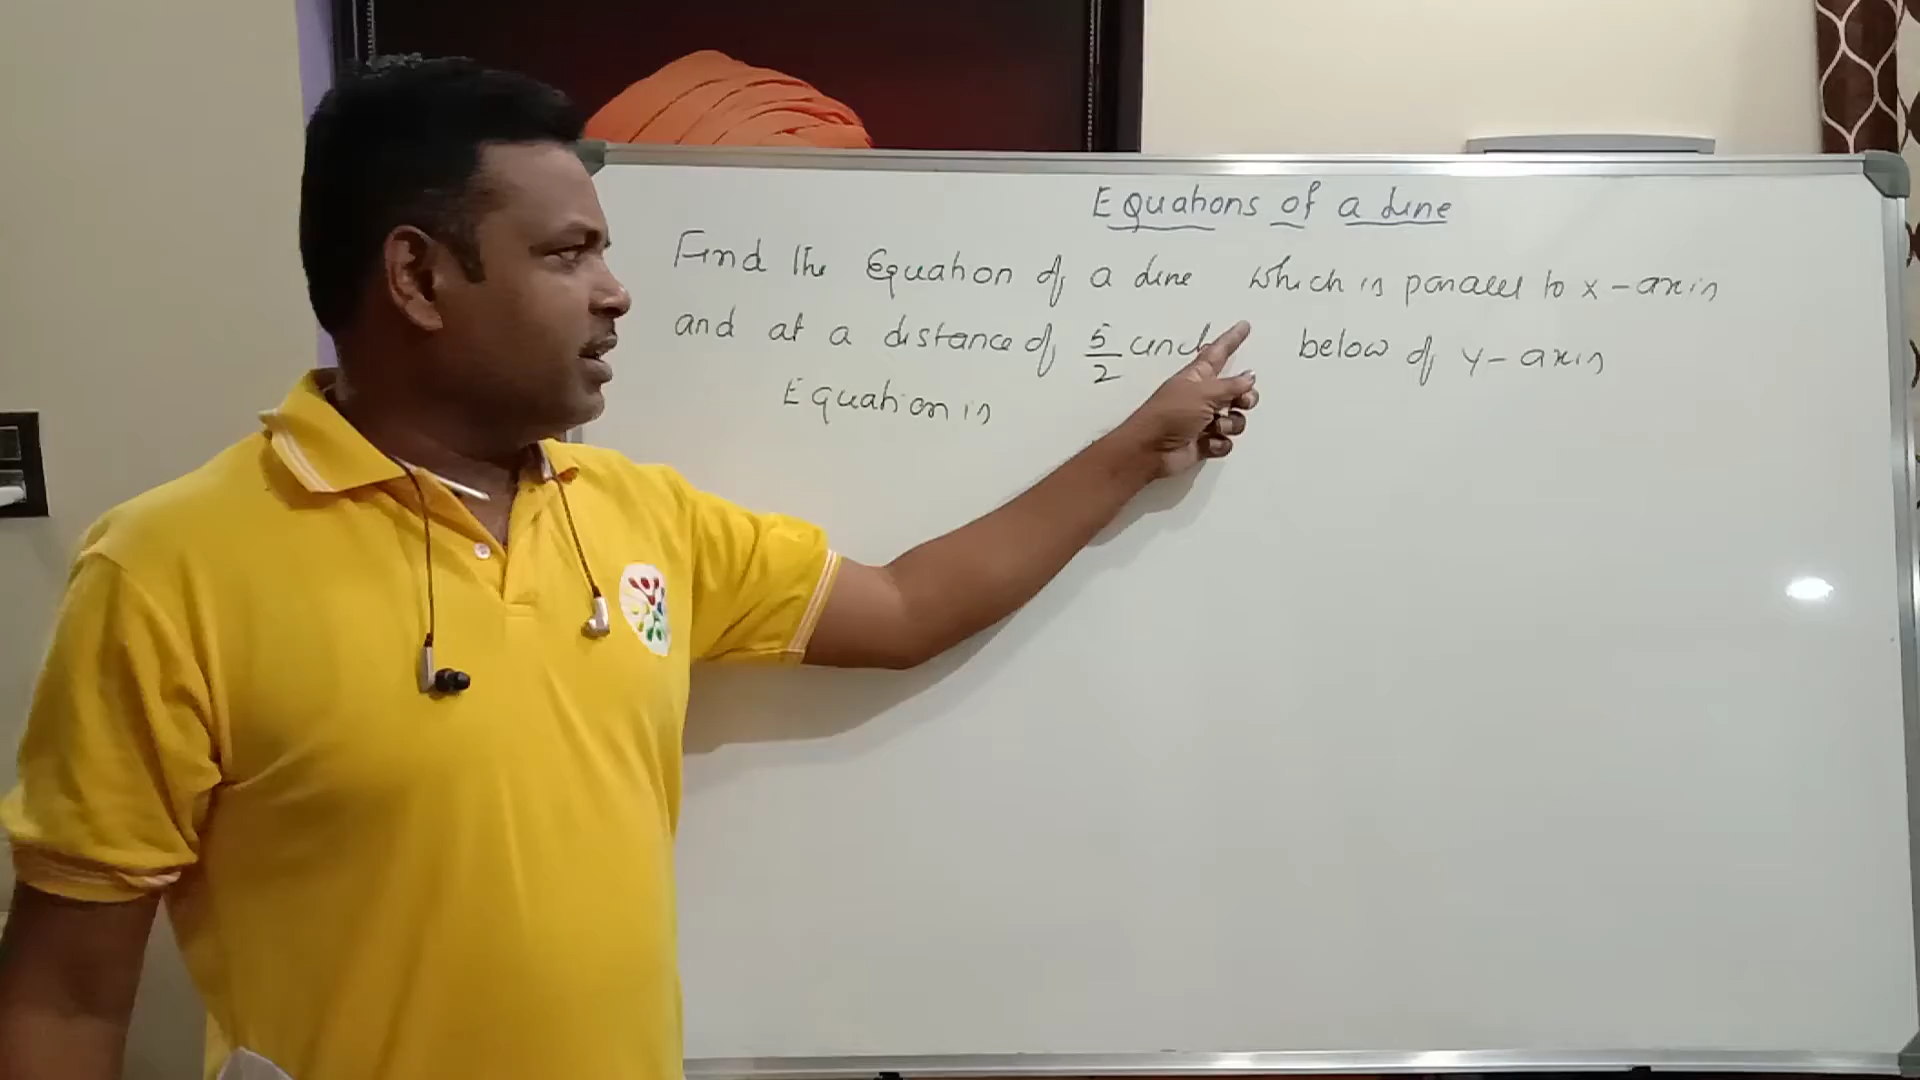 Equations of a Line
Find the Equation of a line which is parallel to x-axis
and at a distance of 5/2 below of y-axis
Equation is